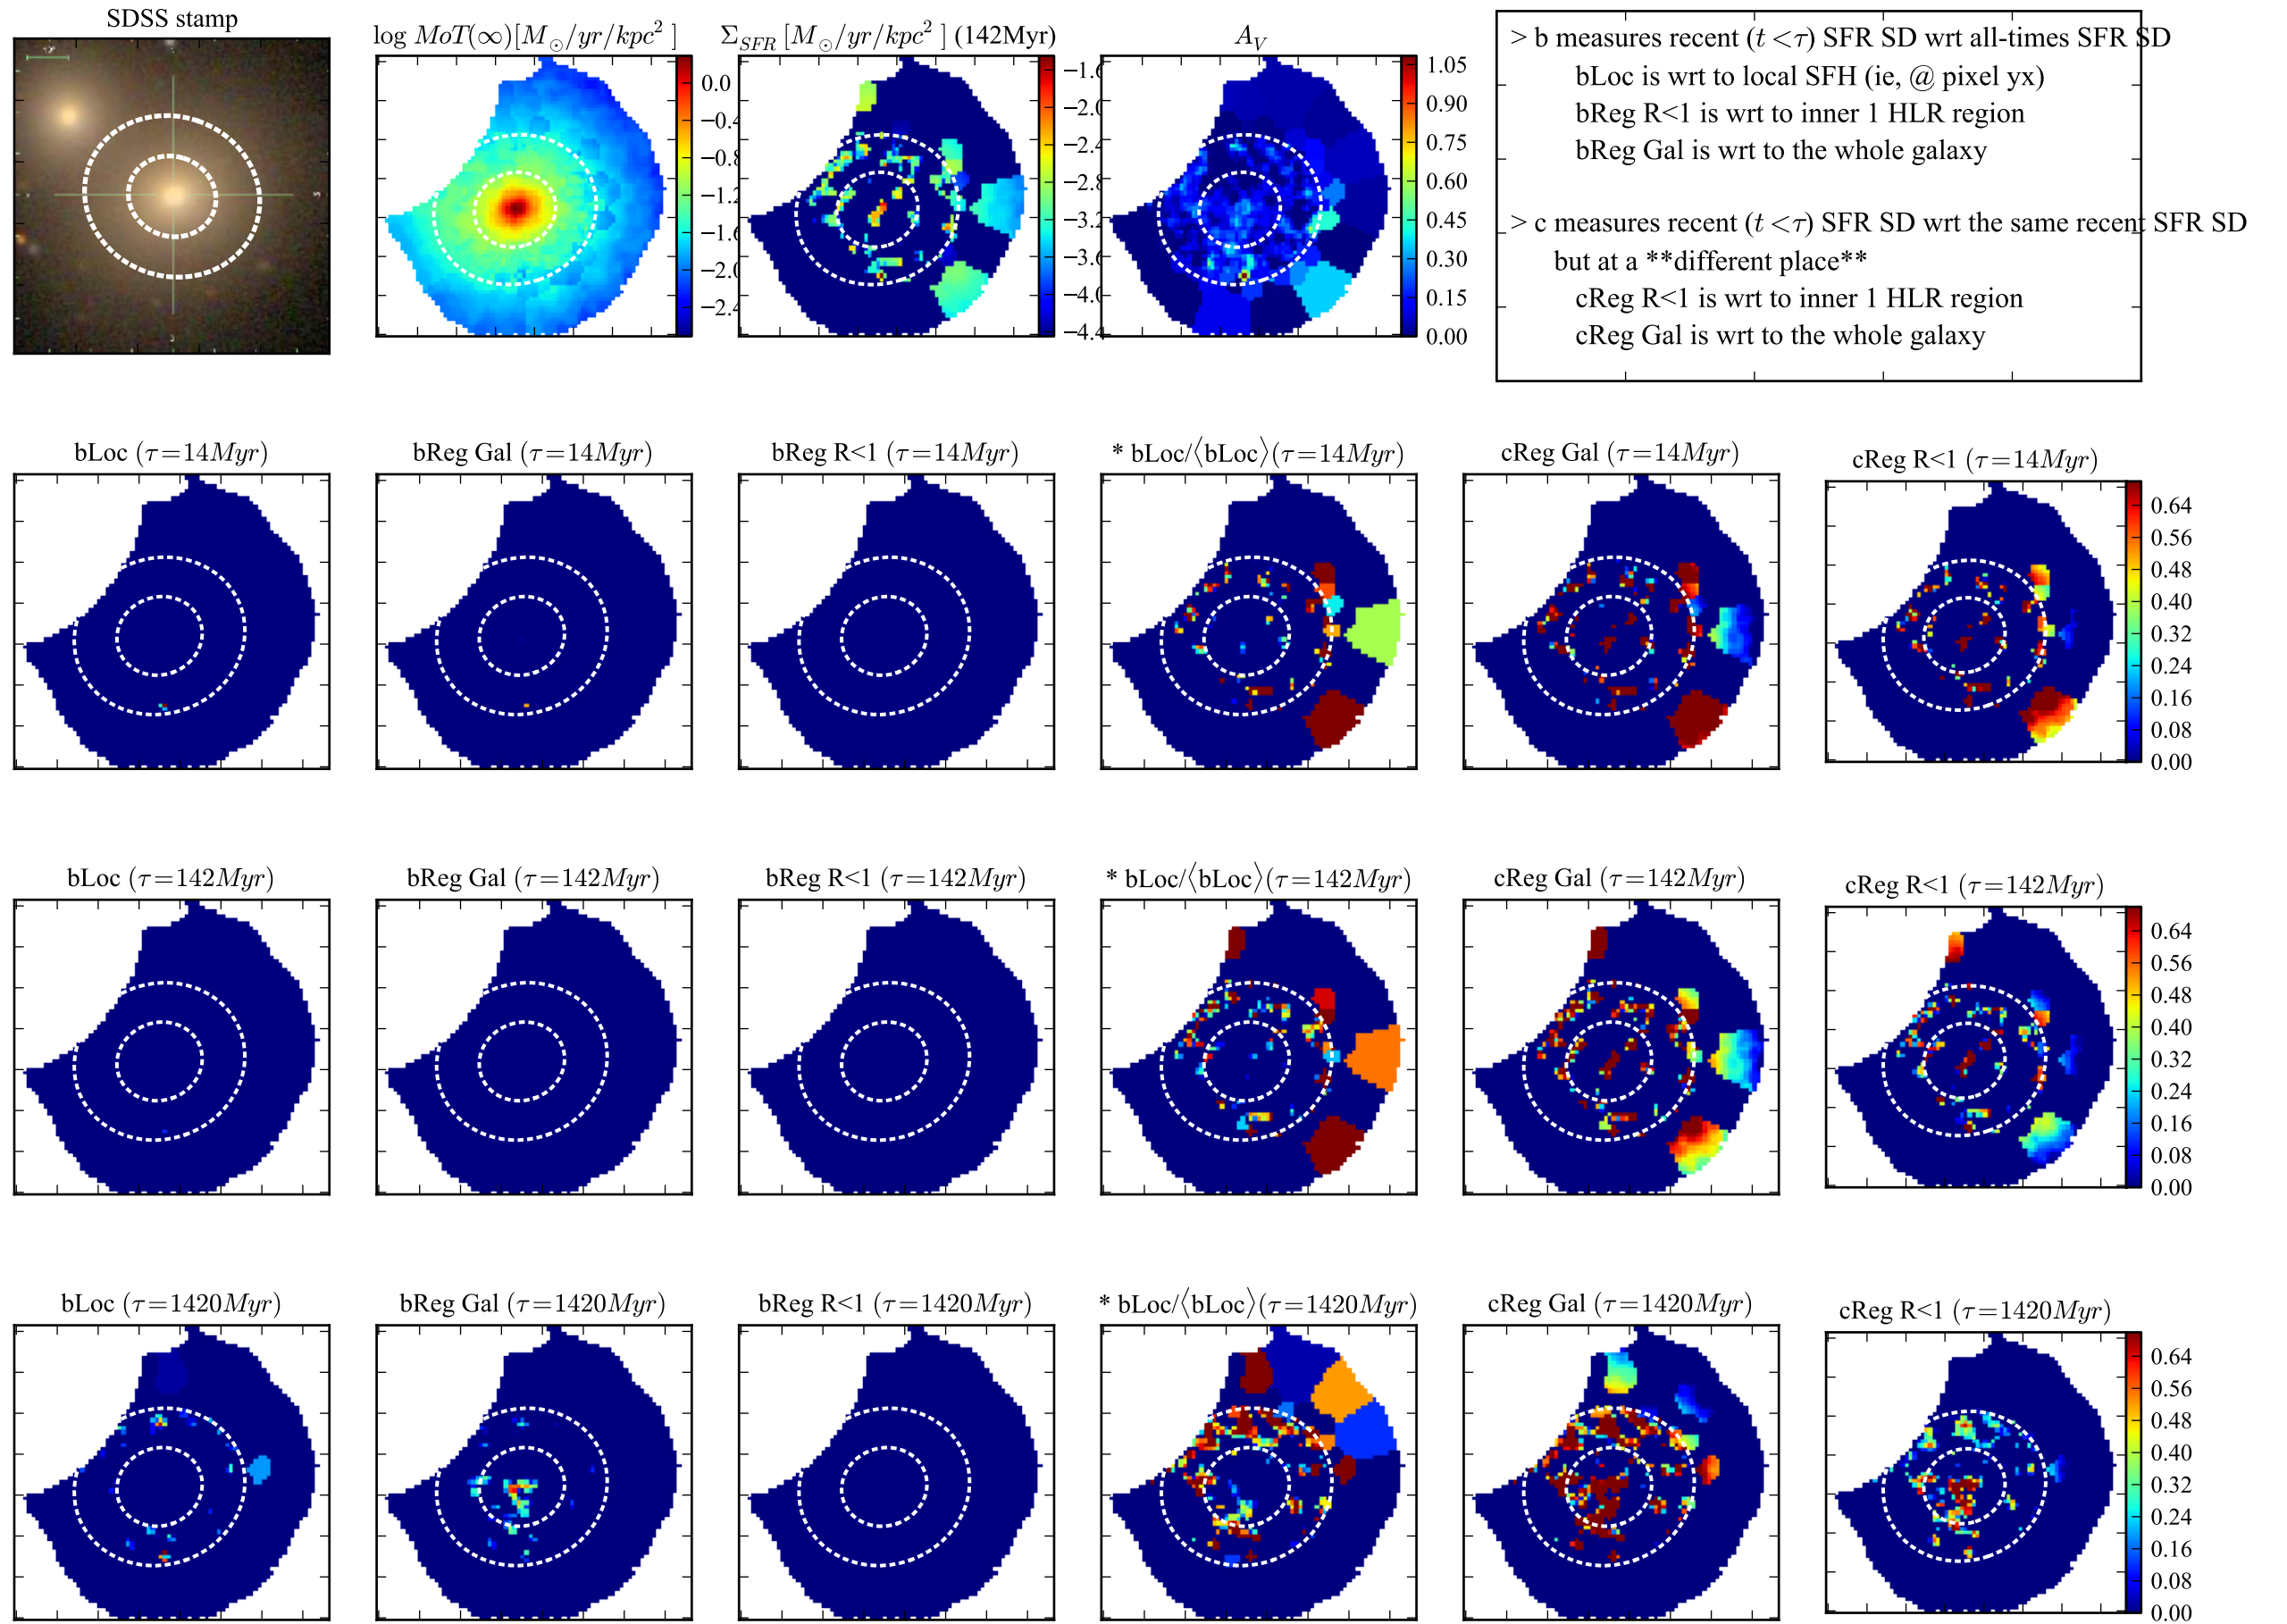 SDSS stamp
log MoT(∞)[M⊙/yr/kpc²]
Σ_SFR [M⊙/yr/kpc²] (142Myr)
A_V
0.0
−0.4
−0.8
−1.2
−1.6
−2.0
−2.4
−1.6
−2.0
−2.4
−2.8
−3.2
−3.6
−4.0
−4.4
1.05
0.90
0.75
0.60
0.45
0.30
0.15
0.00
> b measures recent (t <τ) SFR SD wrt all-times SFR SD
bLoc is wrt to local SFH (ie, @ pixel yx)
bReg R<1 is wrt to inner 1 HLR region
bReg Gal is wrt to the whole galaxy
> c measures recent (t <τ) SFR SD wrt the same recent SFR SD
but at a **different place**
cReg R<1 is wrt to inner 1 HLR region
cReg Gal is wrt to the whole galaxy
bLoc (τ=14Myr)
bReg Gal (τ=14Myr)
bReg R<1 (τ=14Myr)
* bLoc/⟨bLoc⟩(τ=14Myr)
cReg Gal (τ=14Myr)
cReg R<1 (τ=14Myr)
0.64
0.56
0.48
0.40
0.32
0.24
0.16
0.08
0.00
bLoc (τ=142Myr)
bReg Gal (τ=142Myr)
bReg R<1 (τ=142Myr)
* bLoc/⟨bLoc⟩(τ=142Myr)
cReg Gal (τ=142Myr)
cReg R<1 (τ=142Myr)
0.64
0.56
0.48
0.40
0.32
0.24
0.16
0.08
0.00
bLoc (τ=1420Myr)
bReg Gal (τ=1420Myr)
bReg R<1 (τ=1420Myr)
* bLoc/⟨bLoc⟩(τ=1420Myr)
cReg Gal (τ=1420Myr)
cReg R<1 (τ=1420Myr)
0.64
0.56
0.48
0.40
0.32
0.24
0.16
0.08
0.00